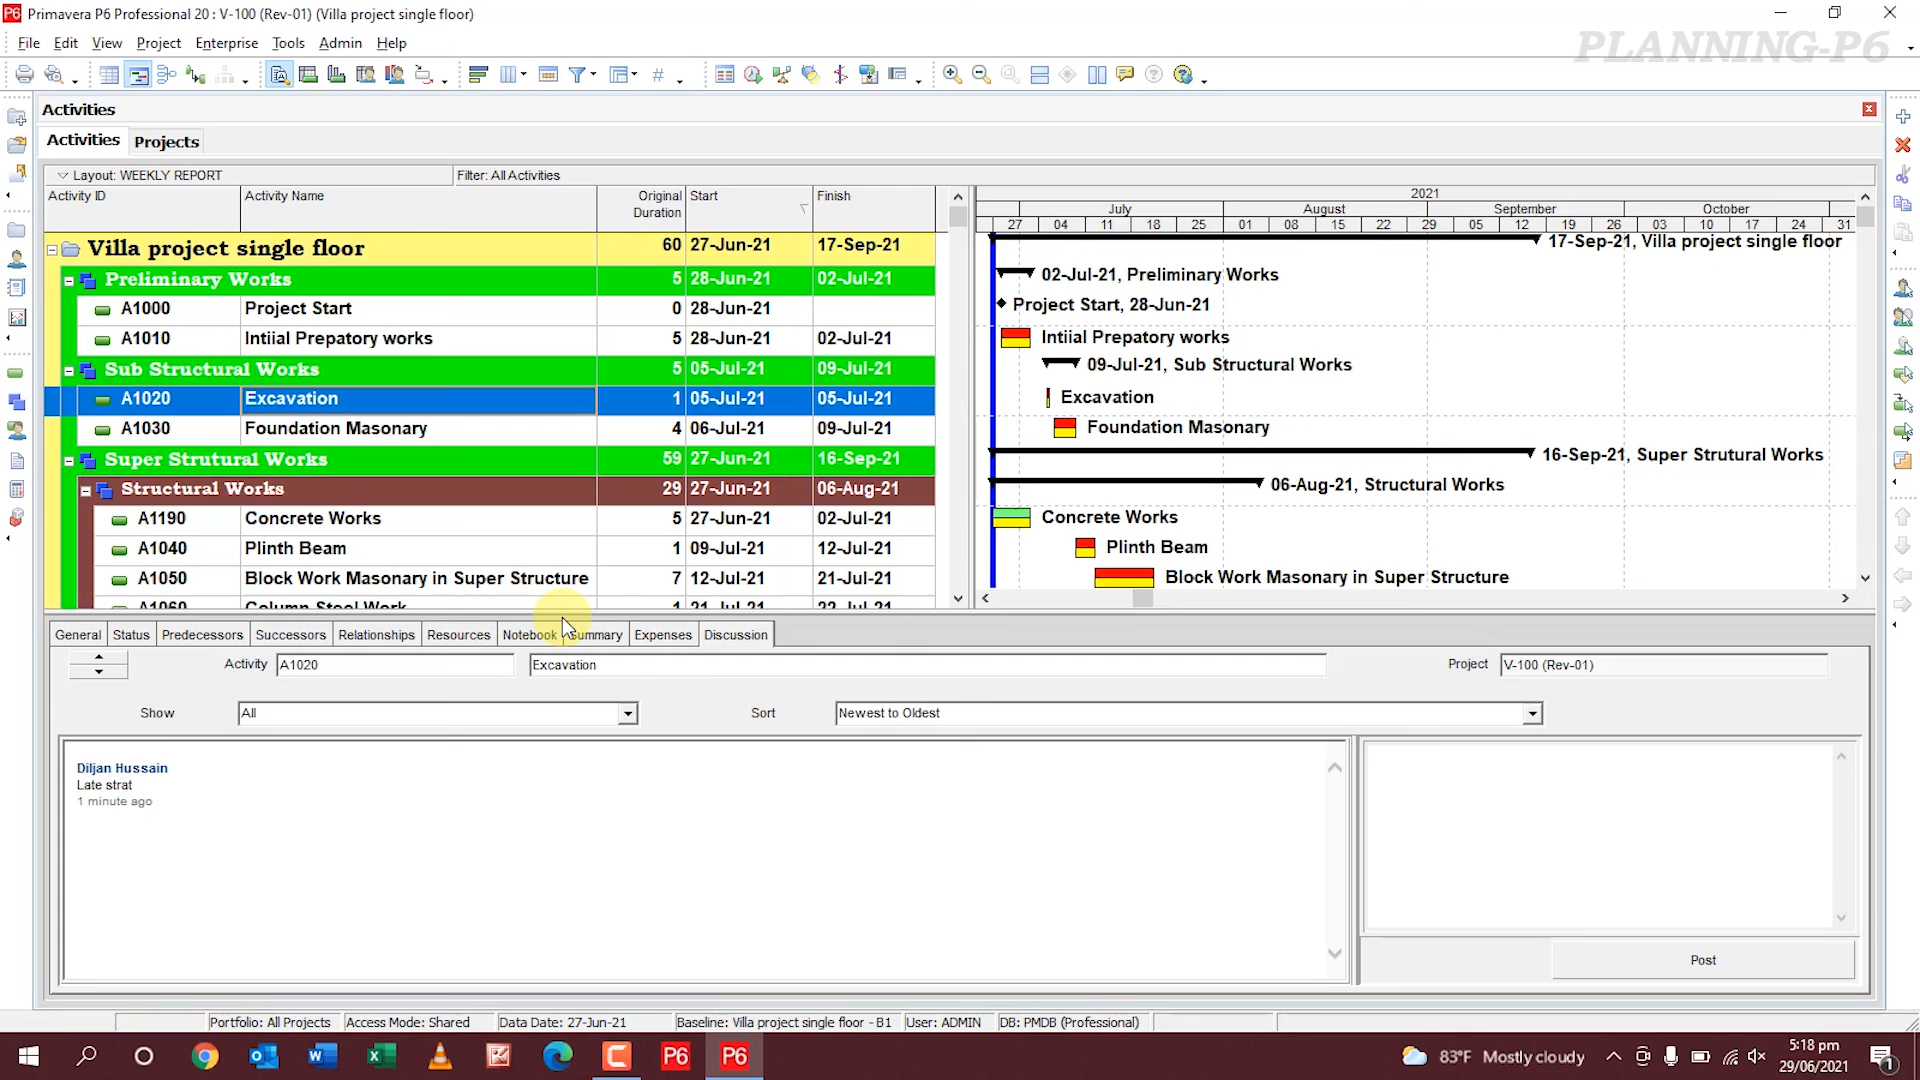 Primavera P6 Professional 20 : V-100 (Rev-01) (Villa project single floor)
File Edit View Project Enterprise Tools Admin Help
PLANNING-P6
Activities
Activities Projects
Layout: WEEKLY REPORT Filter: All Activities
Activity ID Activity Name Original Duration Start Finish
2021
July August September October
27 04 11 18 25 01 08 15 22 29 05 12 19 26 03 10 17 24 31
Villa project single floor 60 27-Jun-21 17-Sep-21 17-Sep-21, Villa project single floor
Preliminary Works 5 28-Jun-21 02-Jul-21 02-Jul-21, Preliminary Works
A1000 Project Start 0 28-Jun-21 Project Start, 28-Jun-21
A1010 Intiial Prepatory works 5 28-Jun-21 02-Jul-21 Intiial Prepatory works
Sub Structural Works 5 05-Jul-21 09-Jul-21 09-Jul-21, Sub Structural Works
A1020 Excavation 1 05-Jul-21 05-Jul-21 Excavation
A1030 Foundation Masonary 4 06-Jul-21 09-Jul-21 Foundation Masonary
Super Strutural Works 59 27-Jun-21 16-Sep-21 16-Sep-21, Super Strutural Works
Structural Works 29 27-Jun-21 06-Aug-21 06-Aug-21, Structural Works
A1190 Concrete Works 5 27-Jun-21 02-Jul-21 Concrete Works
A1040 Plinth Beam 1 09-Jul-21 12-Jul-21 Plinth Beam
A1050 Block Work Masonary in Super Structure 7 12-Jul-21 21-Jul-21 Block Work Masonary in Super Structure
A1060 Column Steel Work 1 21-Jul-21 22-Jul-21
General Status Predecessors Successors Relationships Resources Notebook Summary Expenses Discussion
Activity A1020 Excavation Project V-100 (Rev-01)
Show All Sort Newest to Oldest
Diljan Hussain
Late strat
1 minute ago
Post
Portfolio: All Projects Access Mode: Shared Data Date: 27-Jun-21 Baseline: Villa project single floor - B1 User: ADMIN DB: PMDB (Professional)
83°F Mostly cloudy
5:18 pm
29/06/2021
1